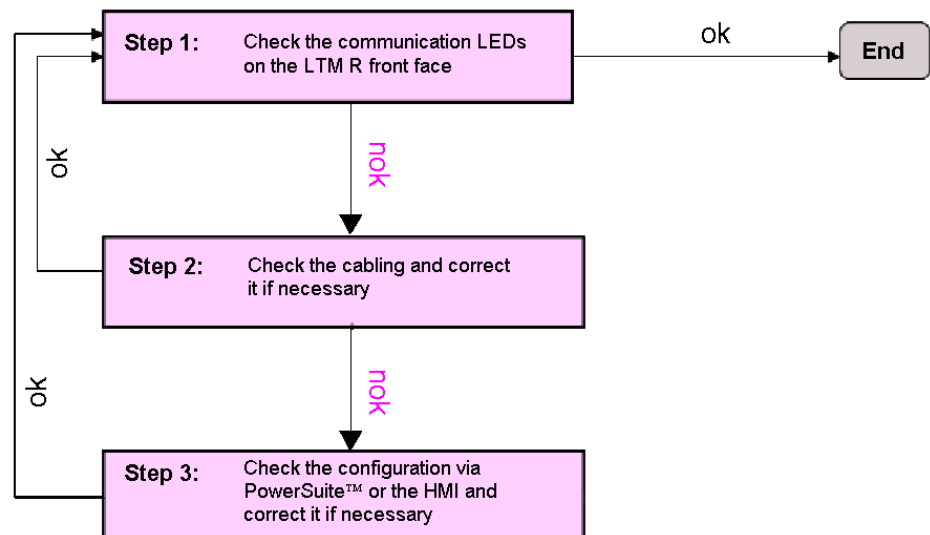 Step 1: Check the communication LEDs
on the LTM R front face
ok
End
nok
ok
Step 2: Check the cabling and correct
it if necessary
nok
ok
Step 3: Check the configuration via
PowerSuite™ or the HMI and
correct it if necessary